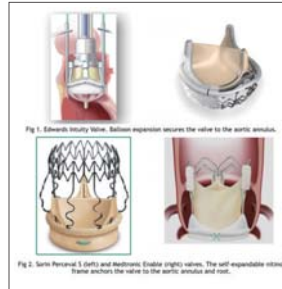 Fig 1. Edwards Intuity Valve. Balloon expansion secures the valve to the aortic annulus.
Fig 2. Sorin Perceval S (left) and Medtronic Enable (right) valves. The self-expandable nitinol
frame anchors the valve to the aortic annulus and root.